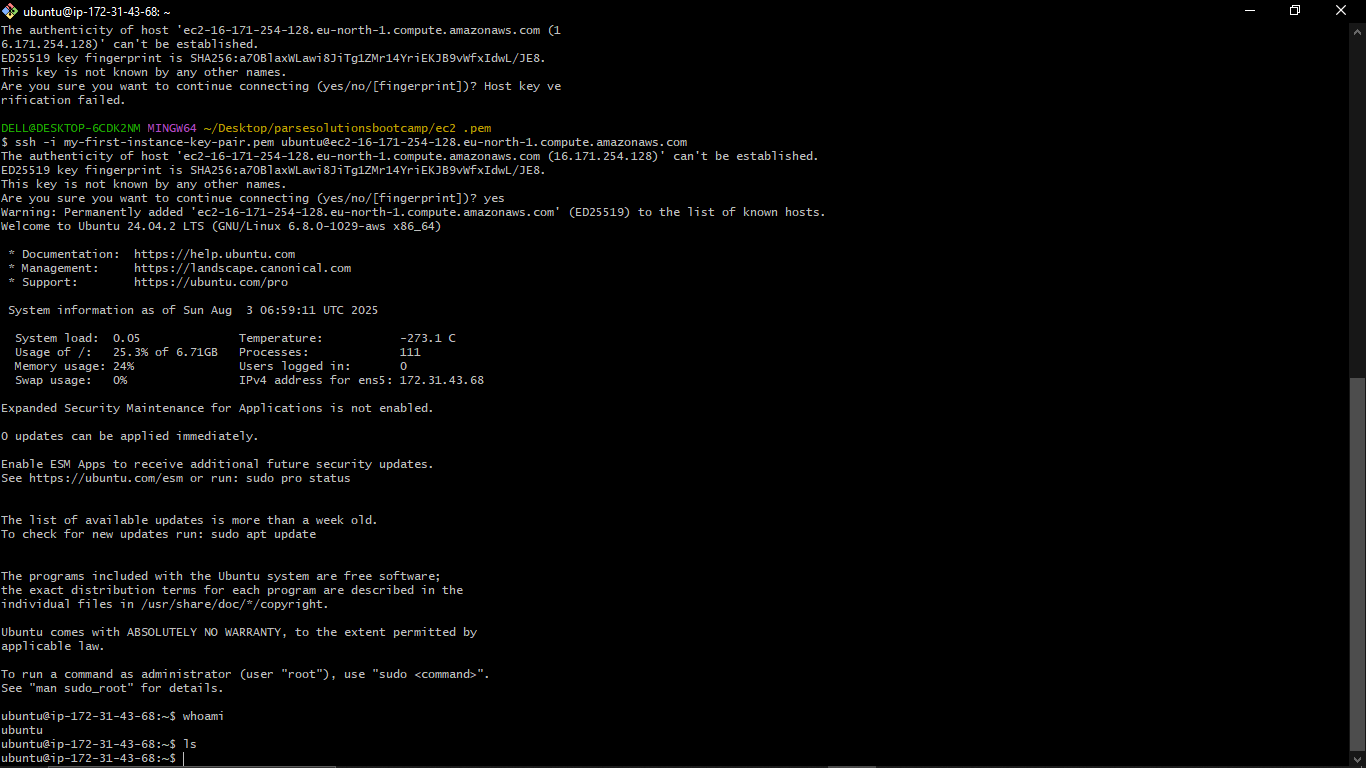 ubuntu@ip-172-31-43-68: ~
The authenticity of host 'ec2-16-171-254-128.eu-north-1.compute.amazonaws.com (1
6.171.254.128)' can't be established.
ED25519 key fingerprint is SHA256:a7OBlaxWLawi8JiTg1ZMr14YriEKJB9vWfxIdwL/JE8.
This key is not known by any other names.
Are you sure you want to continue connecting (yes/no/[fingerprint])? Host key ve
rification failed.
DELL@DESKTOP-6CDK2NM MINGW64 ~/Desktop/parsesolutionsbootcamp/ec2 .pem
$ ssh -i my-first-instance-key-pair.pem ubuntu@ec2-16-171-254-128.eu-north-1.compute.amazonaws.com
The authenticity of host 'ec2-16-171-254-128.eu-north-1.compute.amazonaws.com (16.171.254.128)' can't be established.
ED25519 key fingerprint is SHA256:a7OBlaxWLawi8JiTg1ZMr14YriEKJB9vWfxIdwL/JE8.
This key is not known by any other names.
Are you sure you want to continue connecting (yes/no/[fingerprint])? yes
Warning: Permanently added 'ec2-16-171-254-128.eu-north-1.compute.amazonaws.com' (ED25519) to the list of known hosts.
Welcome to Ubuntu 24.04.2 LTS (GNU/Linux 6.8.0-1029-aws x86_64)
* Documentation:  https://help.ubuntu.com
* Management:     https://landscape.canonical.com
* Support:        https://ubuntu.com/pro
System information as of Sun Aug  3 06:59:11 UTC 2025
System load:  0.05              Temperature:           -273.1 C
Usage of /:   25.3% of 6.71GB   Processes:             111
Memory usage: 24%               Users logged in:       0
Swap usage:   0%                IPv4 address for ens5: 172.31.43.68
Expanded Security Maintenance for Applications is not enabled.
0 updates can be applied immediately.
Enable ESM Apps to receive additional future security updates.
See https://ubuntu.com/esm or run: sudo pro status
The list of available updates is more than a week old.
To check for new updates run: sudo apt update
The programs included with the Ubuntu system are free software;
the exact distribution terms for each program are described in the
individual files in /usr/share/doc/*/copyright.
Ubuntu comes with ABSOLUTELY NO WARRANTY, to the extent permitted by
applicable law.
To run a command as administrator (user "root"), use "sudo <command>".
See "man sudo_root" for details.
ubuntu@ip-172-31-43-68:~$ whoami
ubuntu
ubuntu@ip-172-31-43-68:~$ ls
ubuntu@ip-172-31-43-68:~$